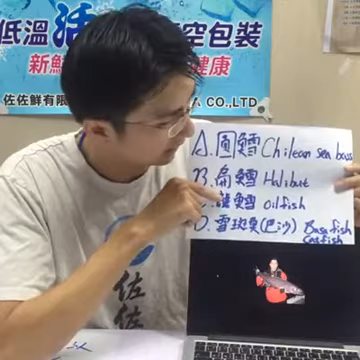 低溫活 空包裝
新鮮 健康
佐佐鮮有限 CO.,LTD
A.圓鱈 Chilean sea bass
B.扁鱈 Halibut
鱈 Oilfish
D.雪斑魚(巴沙) Basa fish
Catfish
佐佐